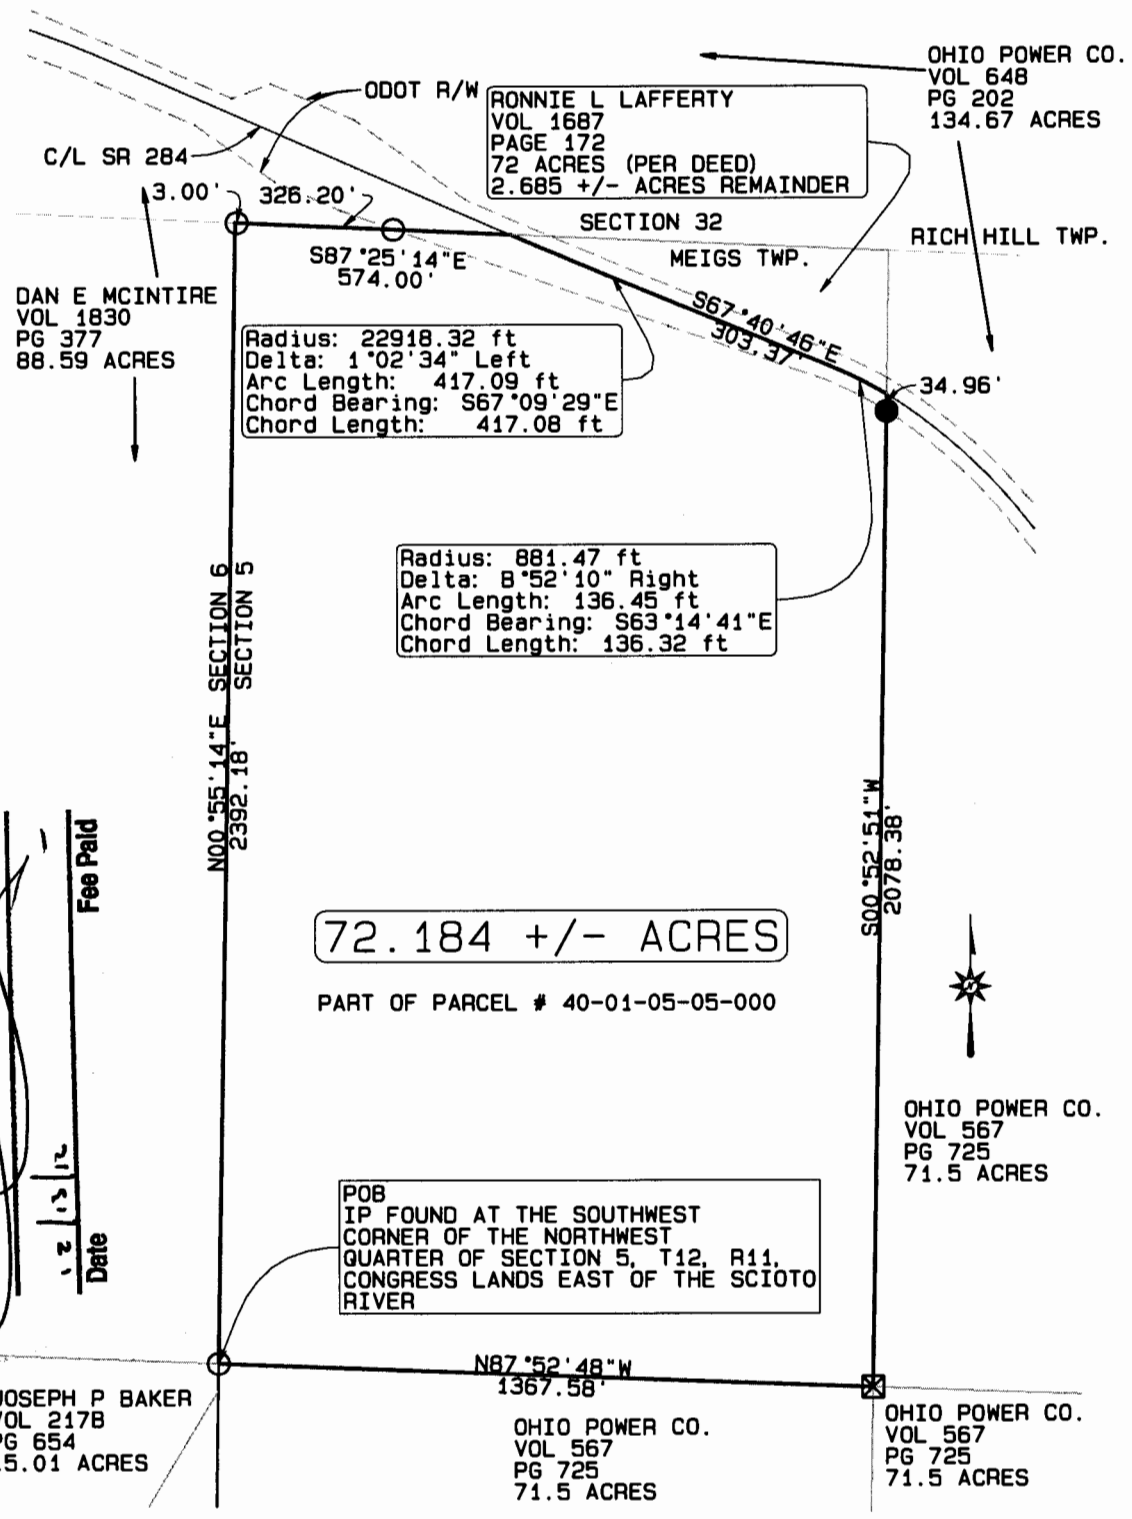 OHIO POWER CO.
VOL 648
PG 202
134.67 ACRES
ODOT R/W
RONNIE L LAFFERTY
VOL 1687
PAGE 172
72 ACRES (PER DEED)
2.685 +/- ACRES REMAINDER
C/L SR 284
3.00'
326.20'
SECTION 32
RICH HILL TWP.
MEIGS TWP.
S87°25'14"E
574.00'
DAN E MCINTIRE
VOL 1830
PG 377
88.59 ACRES
S67°40'46"E
303.37'
Radius: 22918.32 ft
Delta: 1°02'34" Left
Arc Length: 417.09 ft
Chord Bearing: S67°09'29"E
Chord Length: 417.08 ft
34.96'
Radius: 881.47 ft
Delta: 8°52'10" Right
Arc Length: 136.45 ft
Chord Bearing: S63°14'41"E
Chord Length: 136.32 ft
N00°55'14"E SECTION 6
2392.18' SECTION 5
S00°52'51"W
2078.38'
Fee Paid
72.184 +/- ACRES
PART OF PARCEL # 40-01-05-05-000
OHIO POWER CO.
VOL 567
PG 725
71.5 ACRES
12/13/12
Date
POB
IP FOUND AT THE SOUTHWEST
CORNER OF THE NORTHWEST
QUARTER OF SECTION 5, T12, R11,
CONGRESS LANDS EAST OF THE SCIOTO
RIVER
N87°52'48"W
1367.58'
JOSEPH P BAKER
VOL 2178
PG 654
5.01 ACRES
OHIO POWER CO.
VOL 567
PG 725
71.5 ACRES
OHIO POWER CO.
VOL 567
PG 725
71.5 ACRES